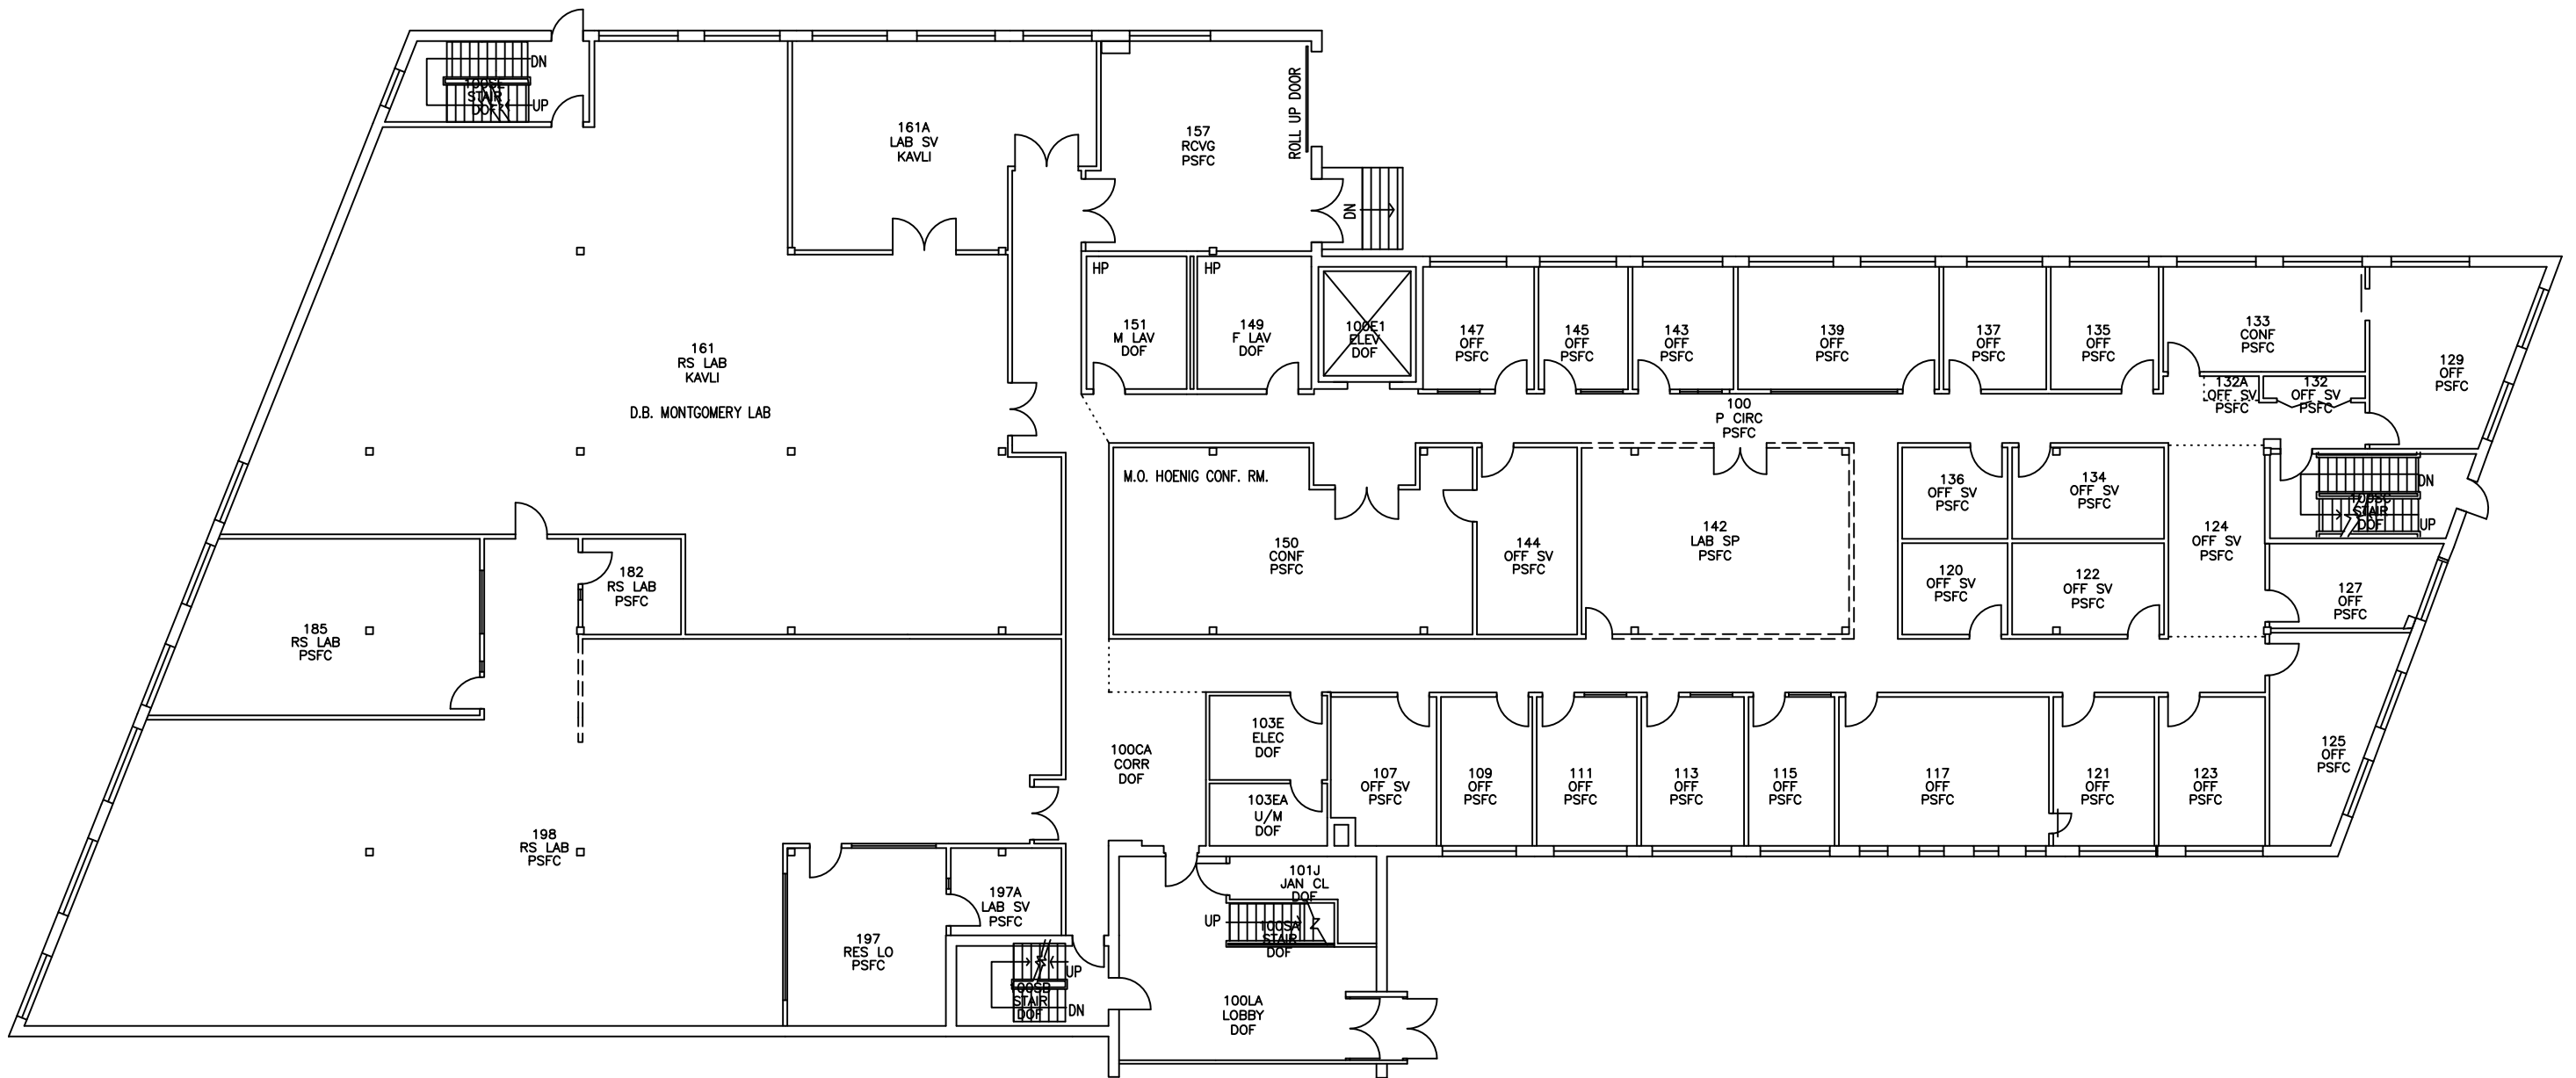 DN
100SE
STAIR
DOF
UP
161A
LAB SV
KAVLI
157
RCVG
PSFC
ROLL UP DOOR
DN
HP
151
M LAV
DOF
HP
149
F LAV
DOF
100E1
ELEV
DOF
147
OFF
PSFC
145
OFF
PSFC
143
OFF
PSFC
139
OFF
PSFC
137
OFF
PSFC
135
OFF
PSFC
133
CONF
PSFC
129
OFF
PSFC
132A
OFF SV
PSFC
132
OFF SV
PSFC
161
RS LAB
KAVLI
D.B. MONTGOMERY LAB
100
P CIRC
PSFC
M.O. HOENIG CONF. RM.
150
CONF
PSFC
144
OFF SV
PSFC
142
LAB SP
PSFC
136
OFF SV
PSFC
134
OFF SV
PSFC
124
OFF SV
PSFC
DN
100SC
STAIR
DOF
UP
120
OFF SV
PSFC
122
OFF SV
PSFC
127
OFF
PSFC
182
RS LAB
PSFC
185
RS LAB
PSFC
103E
ELEC
DOF
100CA
CORR
DOF
103EA
U/M
DOF
107
OFF SV
PSFC
109
OFF
PSFC
111
OFF
PSFC
113
OFF
PSFC
115
OFF
PSFC
117
OFF
PSFC
121
OFF
PSFC
123
OFF
PSFC
125
OFF
PSFC
198
RS LAB
PSFC
197A
LAB SV
PSFC
197
RES LO
PSFC
101J
JAN CL
DOF
UP
100SA
STAIR
DOF
UP
100SB
STAIR
DOF
DN
100LA
LOBBY
DOF